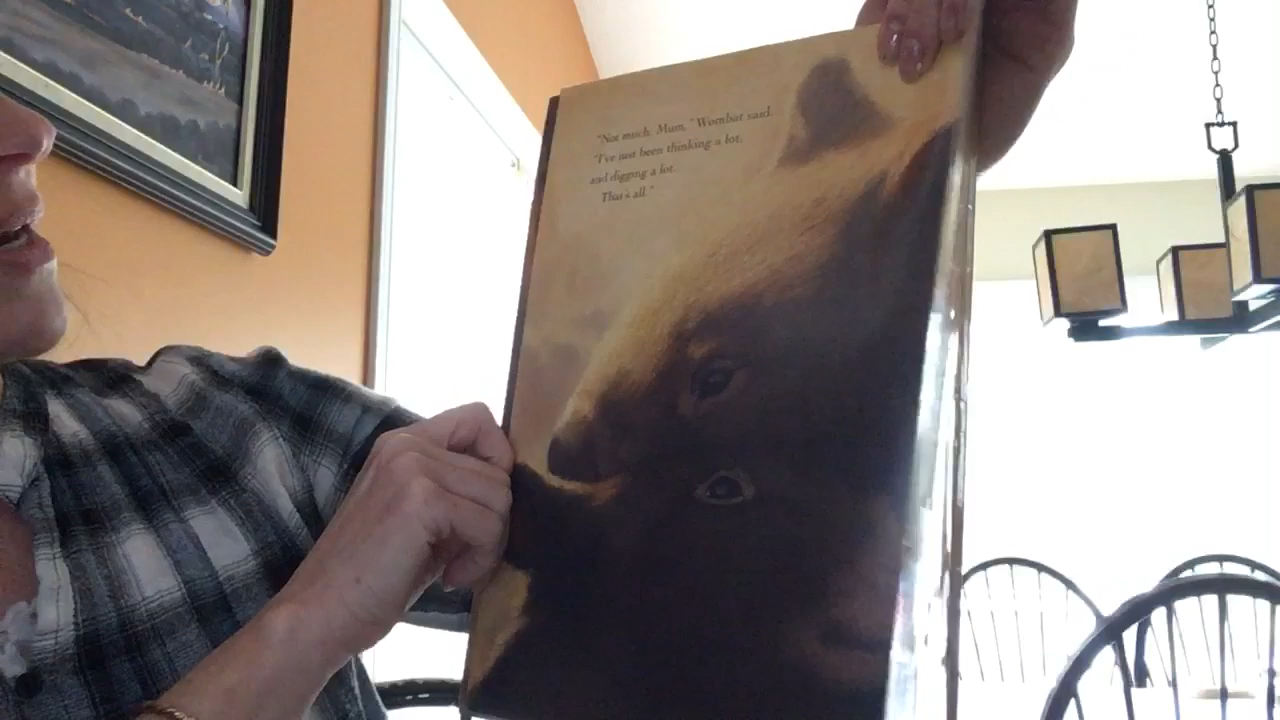 "Not much, Mum," Wombat said.
"I've just been thinking a lot,
and digging a lot.
That's all."